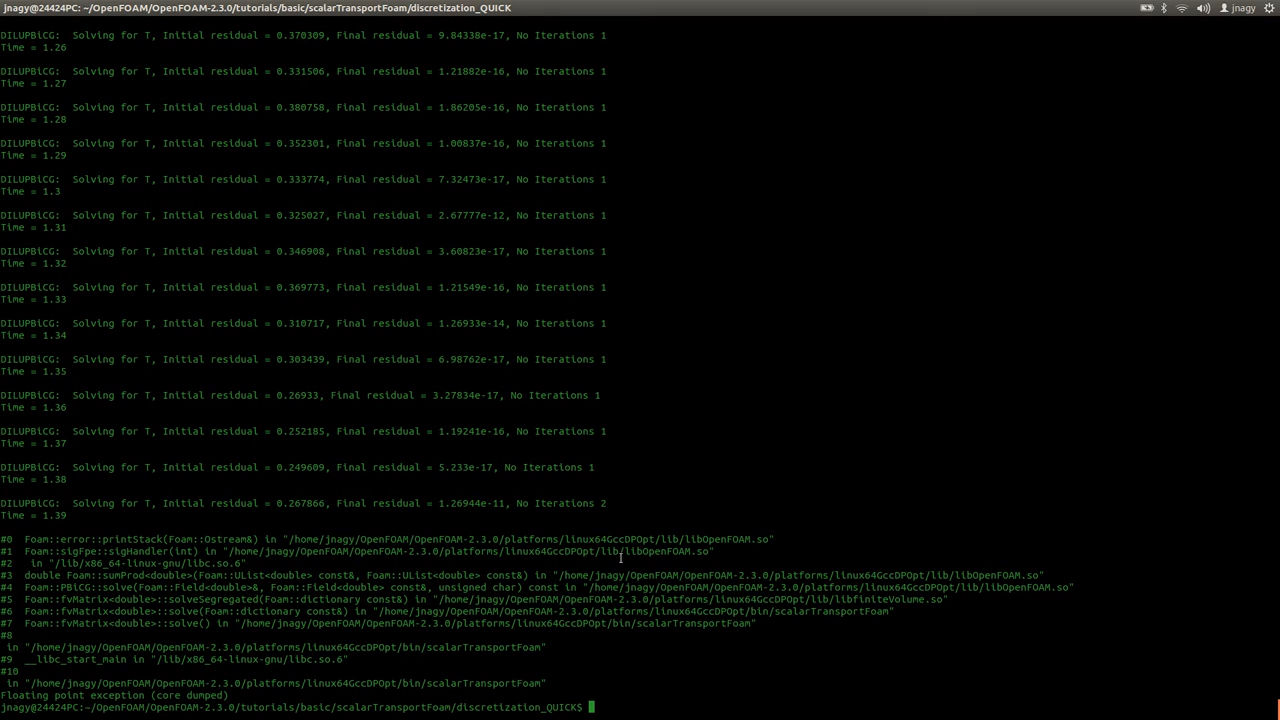 jnagy@24424PC: ~/OpenFOAM/OpenFOAM-2.3.0/tutorials/basic/scalarTransportFoam/discretization_QUICK jnagy
DILUPBiCG:  Solving for T, Initial residual = 0.370309, Final residual = 9.84338e-17, No Iterations 1
Time = 1.26
DILUPBiCG:  Solving for T, Initial residual = 0.331506, Final residual = 1.21882e-16, No Iterations 1
Time = 1.27
DILUPBiCG:  Solving for T, Initial residual = 0.380758, Final residual = 1.86205e-16, No Iterations 1
Time = 1.28
DILUPBiCG:  Solving for T, Initial residual = 0.352301, Final residual = 1.00837e-16, No Iterations 1
Time = 1.29
DILUPBiCG:  Solving for T, Initial residual = 0.333774, Final residual = 7.32473e-17, No Iterations 1
Time = 1.3
DILUPBiCG:  Solving for T, Initial residual = 0.325027, Final residual = 2.67777e-12, No Iterations 1
Time = 1.31
DILUPBiCG:  Solving for T, Initial residual = 0.346908, Final residual = 3.60823e-17, No Iterations 1
Time = 1.32
DILUPBiCG:  Solving for T, Initial residual = 0.369773, Final residual = 1.21549e-16, No Iterations 1
Time = 1.33
DILUPBiCG:  Solving for T, Initial residual = 0.310717, Final residual = 1.26933e-14, No Iterations 1
Time = 1.34
DILUPBiCG:  Solving for T, Initial residual = 0.303439, Final residual = 6.98762e-17, No Iterations 1
Time = 1.35
DILUPBiCG:  Solving for T, Initial residual = 0.26933, Final residual = 3.27834e-17, No Iterations 1
Time = 1.36
DILUPBiCG:  Solving for T, Initial residual = 0.252185, Final residual = 1.19241e-16, No Iterations 1
Time = 1.37
DILUPBiCG:  Solving for T, Initial residual = 0.249609, Final residual = 5.233e-17, No Iterations 1
Time = 1.38
DILUPBiCG:  Solving for T, Initial residual = 0.267866, Final residual = 1.26944e-11, No Iterations 2
Time = 1.39
#0  Foam::error::printStack(Foam::Ostream&) in "/home/jnagy/OpenFOAM/OpenFOAM-2.3.0/platforms/linux64GccDPOpt/lib/libOpenFOAM.so"
#1  Foam::sigFpe::sigHandler(int) in "/home/jnagy/OpenFOAM/OpenFOAM-2.3.0/platforms/linux64GccDPOpt/lib/libOpenFOAM.so"
#2   in "/lib/x86_64-linux-gnu/libc.so.6"
#3  double Foam::sumProd<double>(Foam::UList<double> const&, Foam::UList<double> const&) in "/home/jnagy/OpenFOAM/OpenFOAM-2.3.0/platforms/linux64GccDPOpt/lib/libOpenFOAM.so"
#4  Foam::PBiCG::solve(Foam::Field<double>&, Foam::Field<double> const&, unsigned char) const in "/home/jnagy/OpenFOAM/OpenFOAM-2.3.0/platforms/linux64GccDPOpt/lib/libOpenFOAM.so"
#5  Foam::fvMatrix<double>::solveSegregated(Foam::dictionary const&) in "/home/jnagy/OpenFOAM/OpenFOAM-2.3.0/platforms/linux64GccDPOpt/lib/libfiniteVolume.so"
#6  Foam::fvMatrix<double>::solve(Foam::dictionary const&) in "/home/jnagy/OpenFOAM/OpenFOAM-2.3.0/platforms/linux64GccDPOpt/bin/scalarTransportFoam"
#7  Foam::fvMatrix<double>::solve() in "/home/jnagy/OpenFOAM/OpenFOAM-2.3.0/platforms/linux64GccDPOpt/bin/scalarTransportFoam"
#8
 in "/home/jnagy/OpenFOAM/OpenFOAM-2.3.0/platforms/linux64GccDPOpt/bin/scalarTransportFoam"
#9  __libc_start_main in "/lib/x86_64-linux-gnu/libc.so.6"
#10
 in "/home/jnagy/OpenFOAM/OpenFOAM-2.3.0/platforms/linux64GccDPOpt/bin/scalarTransportFoam"
Floating point exception (core dumped)
jnagy@24424PC:~/OpenFOAM/OpenFOAM-2.3.0/tutorials/basic/scalarTransportFoam/discretization_QUICK$